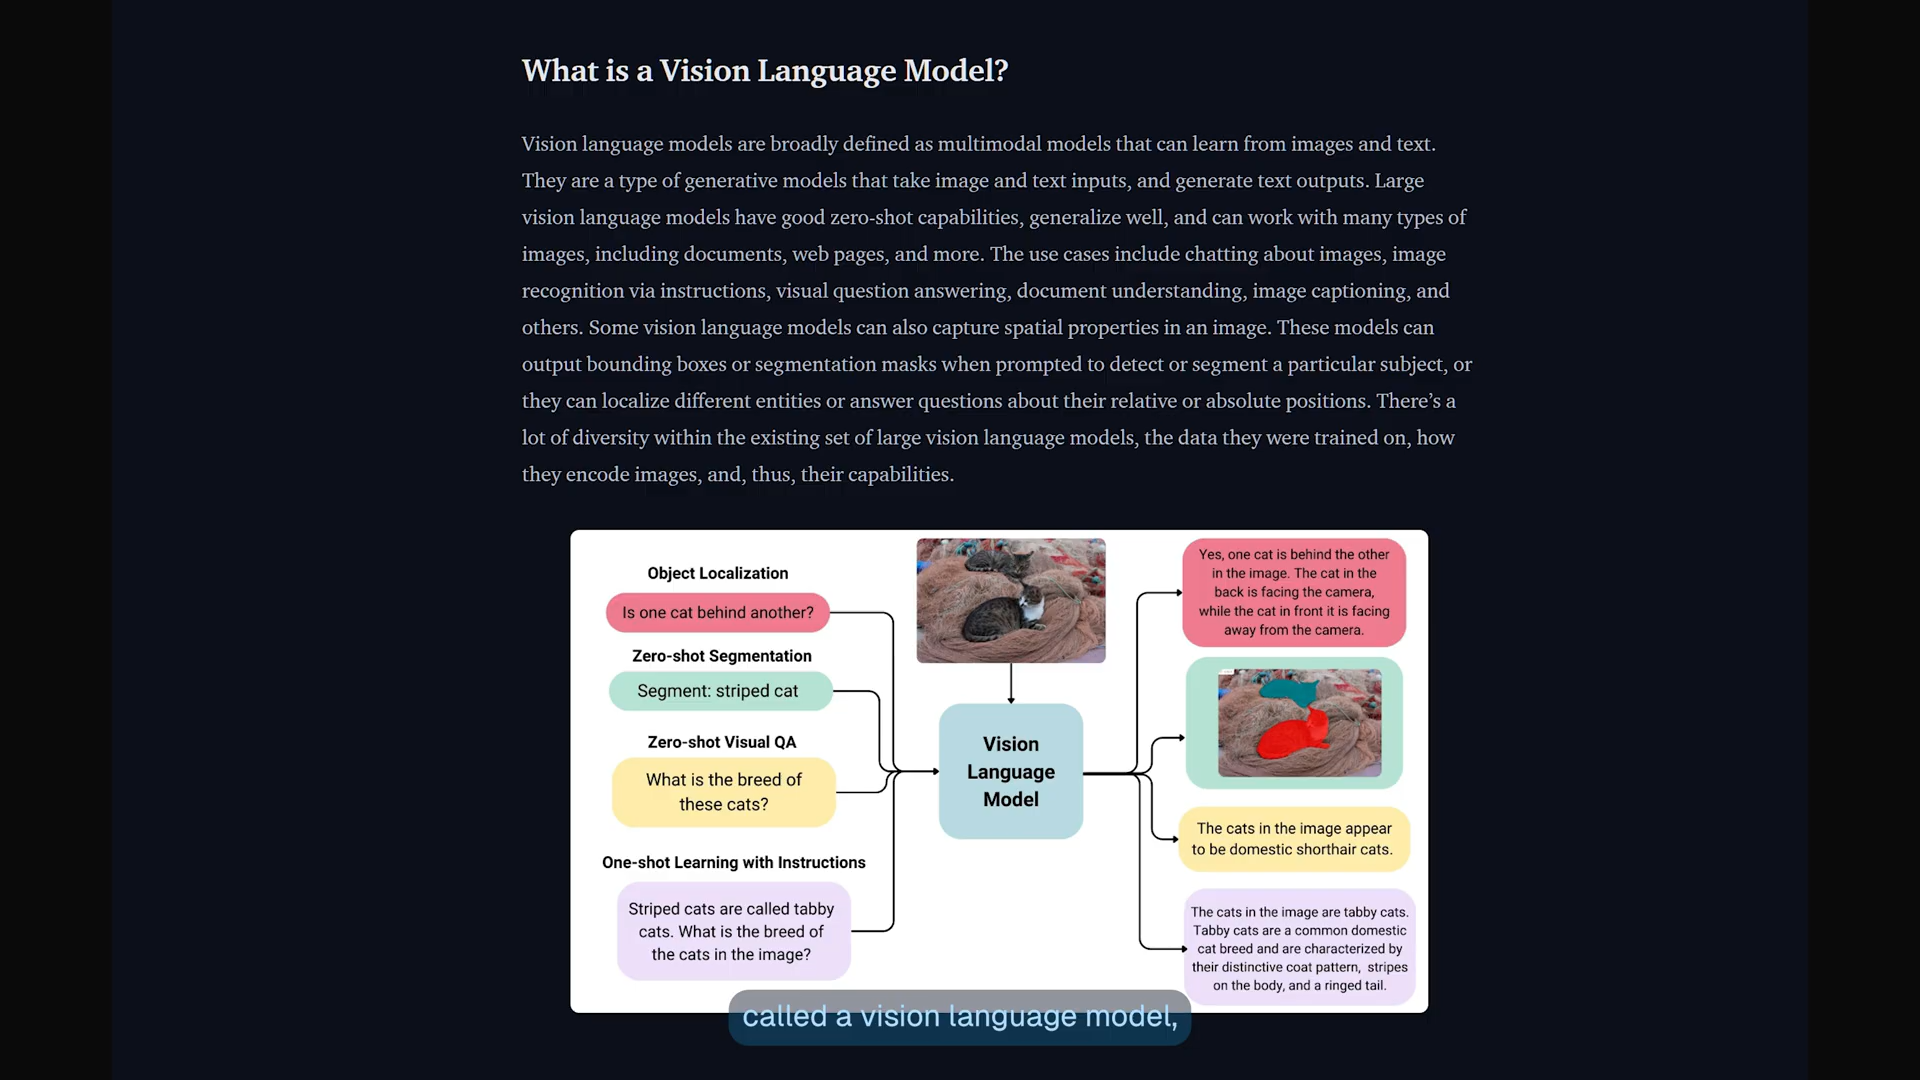 What is a Vision Language Model?
Vision language models are broadly defined as multimodal models that can learn from images and text.
They are a type of generative models that take image and text inputs, and generate text outputs. Large
vision language models have good zero-shot capabilities, generalize well, and can work with many types of
images, including documents, web pages, and more. The use cases include chatting about images, image
recognition via instructions, visual question answering, document understanding, image captioning, and
others. Some vision language models can also capture spatial properties in an image. These models can
output bounding boxes or segmentation masks when prompted to detect or segment a particular subject, or
they can localize different entities or answer questions about their relative or absolute positions. There’s a
lot of diversity within the existing set of large vision language models, the data they were trained on, how
they encode images, and, thus, their capabilities.
Object Localization
Is one cat behind another?
Zero-shot Segmentation
Segment: striped cat
Zero-shot Visual QA
What is the breed of
these cats?
One-shot Learning with Instructions
Striped cats are called tabby
cats. What is the breed of
the cats in the image?
Vision
Language
Model
Yes, one cat is behind the other
in the image. The cat in the
back is facing the camera,
while the cat in front it is facing
away from the camera.
The cats in the image appear
to be domestic shorthair cats.
The cats in the image are tabby cats.
Tabby cats are a common domestic
cat breed and are characterized by
their distinctive coat pattern, stripes
on the body, and a ringed tail.
called a vision language model,